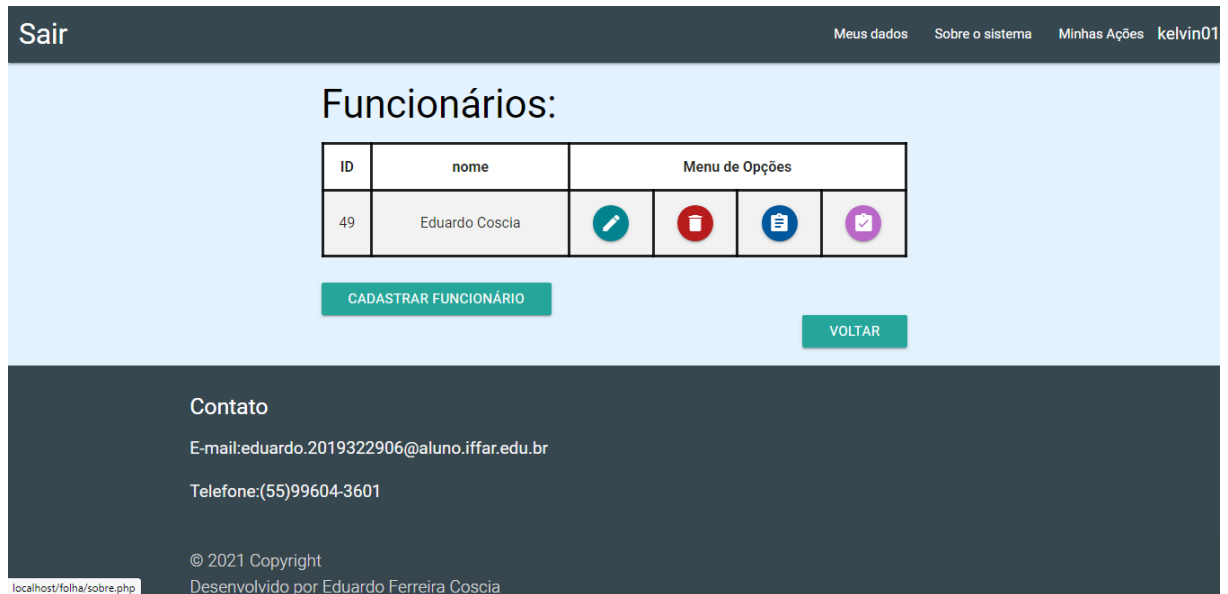 Sair
Meus dados Sobre o sistema Minhas Ações kelvin01
Funcionários:
ID nome Menu de Opções
49 Eduardo Coscia
CADASTRAR FUNCIONÁRIO
VOLTAR
Contato
E-mail:eduardo.2019322906@aluno.iffar.edu.br
Telefone:(55)99604-3601
© 2021 Copyright
Desenvolvido por Eduardo Ferreira Coscia
localhost/folha/sobre.php